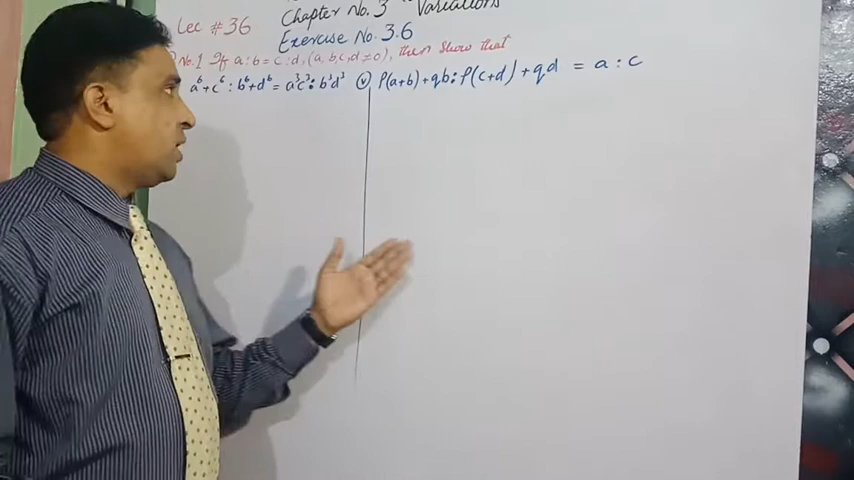 Lec #36 Chapter No.3 Variations
Exercise No. 3.6
No.1 If a:b = c:d, (a,b,c,d ≠ 0), then show that
a⁶+c⁶ : b⁶+d⁶ = a³c³ : b³d³
ⓥ p(a+b)+qb : p(c+d)+qd = a : c